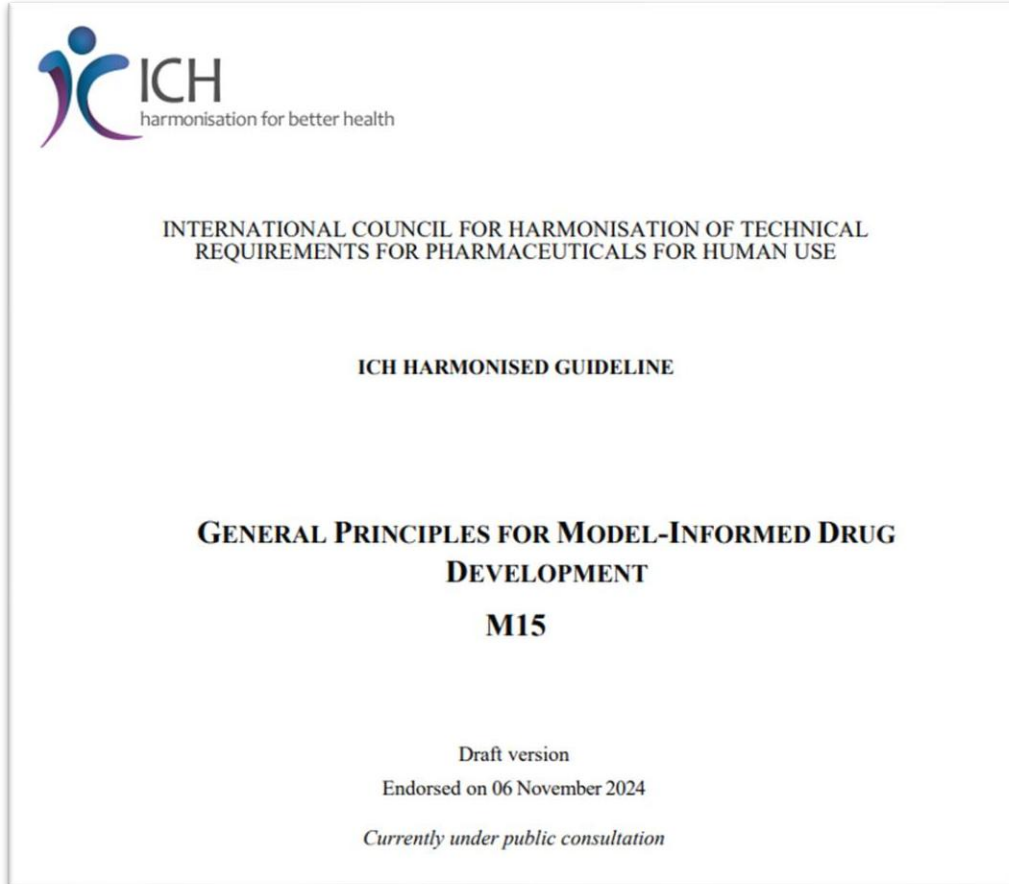 ICH
harmonisation for better health
INTERNATIONAL COUNCIL FOR HARMONISATION OF TECHNICAL
REQUIREMENTS FOR PHARMACEUTICALS FOR HUMAN USE
ICH HARMONISED GUIDELINE
GENERAL PRINCIPLES FOR MODEL-INFORMED DRUG
DEVELOPMENT
M15
Draft version
Endorsed on 06 November 2024
Currently under public consultation